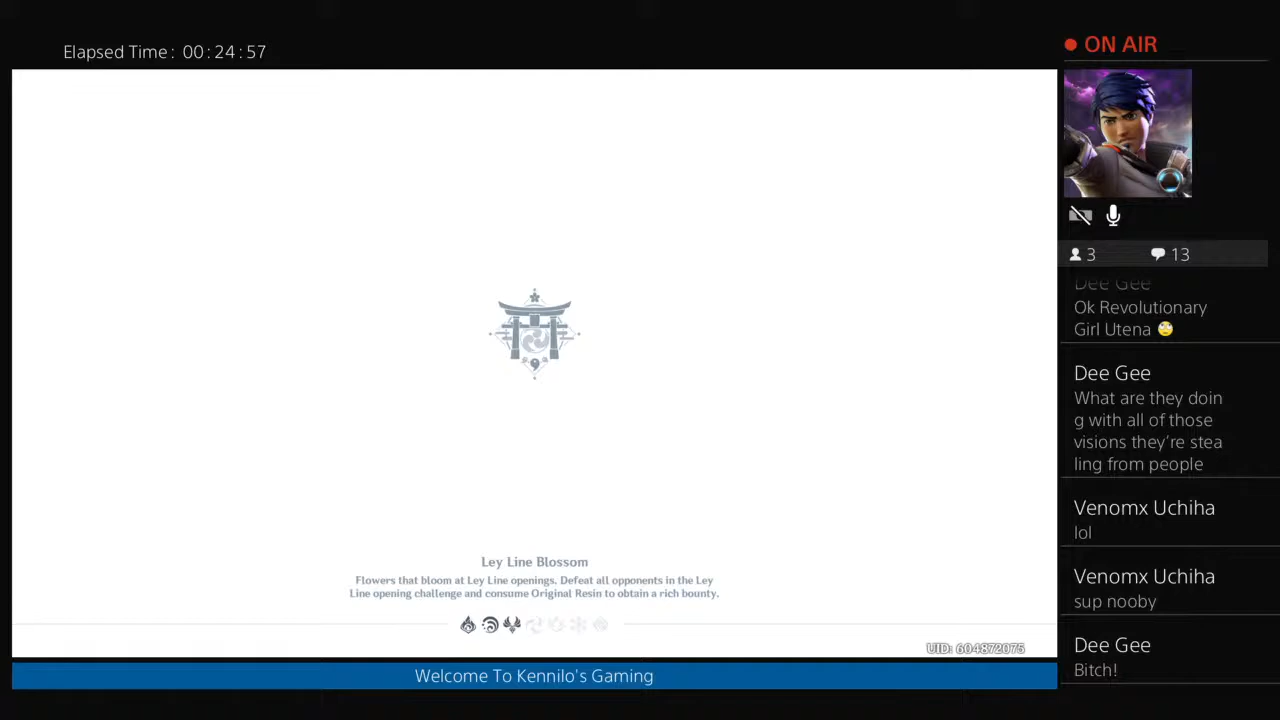 Elapsed Time: 00:24:57
ON AIR
3 13
Dee Gee
Ok Revolutionary
Girl Utena 🙄
Dee Gee
What are they doin
g with all of those
visions they're stea
ling from people
Venomx Uchiha
lol
Venomx Uchiha
sup nooby
Dee Gee
Bitch!
Ley Line Blossom
Flowers that bloom at Ley Line openings. Defeat all opponents in the Ley
Line opening challenge and consume Original Resin to obtain a rich bounty.
UID: 604872075
Welcome To Kennilo's Gaming